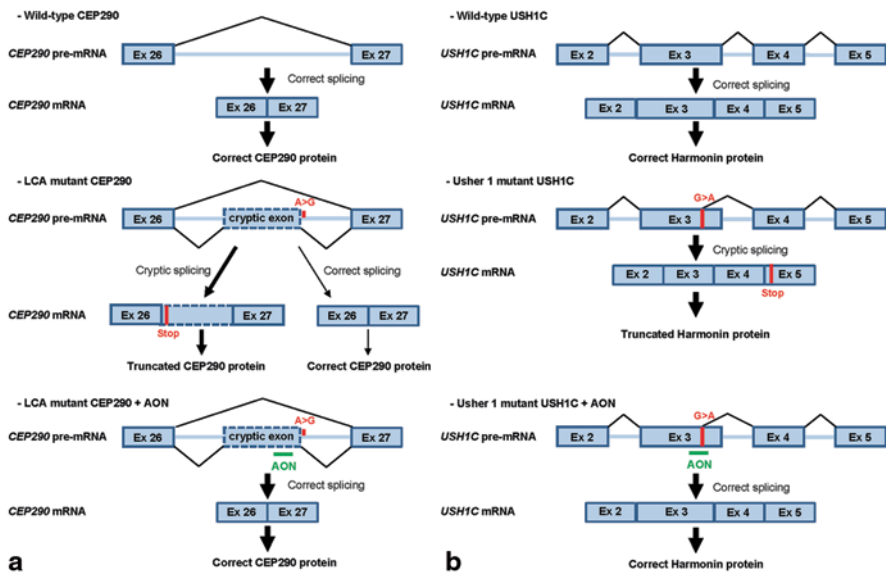 - Wild-type CEP290
CEP290 pre-mRNA
Ex 26
Ex 27
Correct splicing
CEP290 mRNA
Ex 26 Ex 27
Correct CEP290 protein
- LCA mutant CEP290
A>G
CEP290 pre-mRNA
Ex 26
cryptic exon
Ex 27
Cryptic splicing
Correct splicing
CEP290 mRNA
Ex 26
Ex 27
Ex 26 Ex 27
Stop
Truncated CEP290 protein
Correct CEP290 protein
- LCA mutant CEP290 + AON
A>G
CEP290 pre-mRNA
Ex 26
cryptic exon
Ex 27
AON
Correct splicing
CEP290 mRNA
Ex 26 Ex 27
Correct CEP290 protein
a
- Wild-type USH1C
USH1C pre-mRNA
Ex 2
Ex 3
Ex 4
Ex 5
Correct splicing
USH1C mRNA
Ex 2 Ex 3 Ex 4 Ex 5
Correct Harmonin protein
- Usher 1 mutant USH1C
G>A
USH1C pre-mRNA
Ex 2
Ex 3
Ex 4
Ex 5
Cryptic splicing
USH1C mRNA
Ex 2 Ex 3 Ex 4 Ex 5
Stop
Truncated Harmonin protein
- Usher 1 mutant USH1C + AON
G>A
USH1C pre-mRNA
Ex 2
Ex 3
Ex 4
Ex 5
AON
Correct splicing
USH1C mRNA
Ex 2 Ex 3 Ex 4 Ex 5
Correct Harmonin protein
b